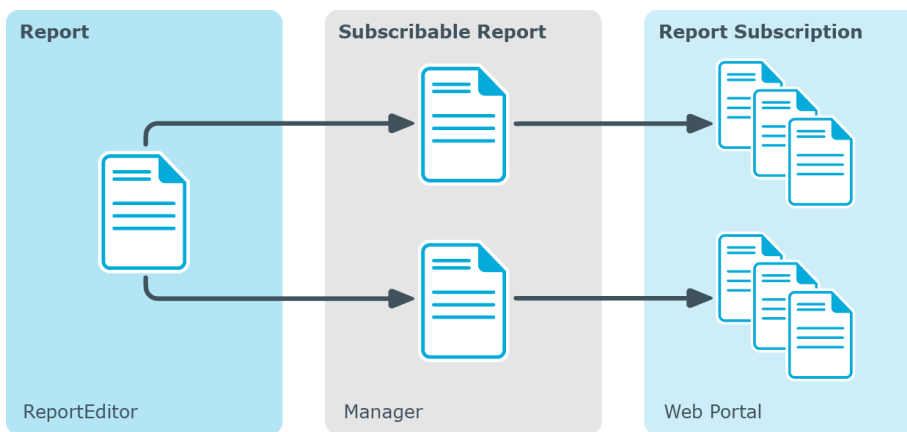 Report
Subscribable Report
Report Subscription
ReportEditor
Manager
Web Portal